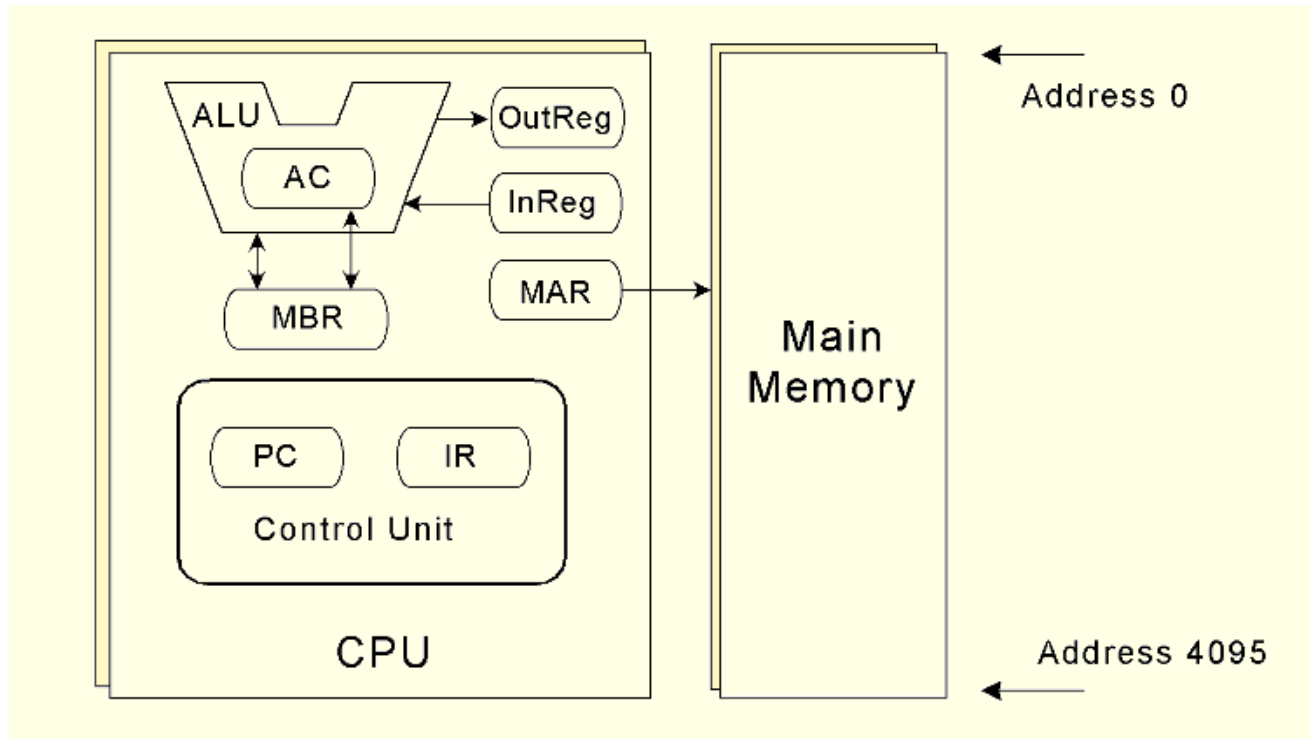 ALU
OutReg
AC
InReg
MAR
MBR
PC
IR
Control Unit
CPU
Main
Memory
Address 0
Address 4095